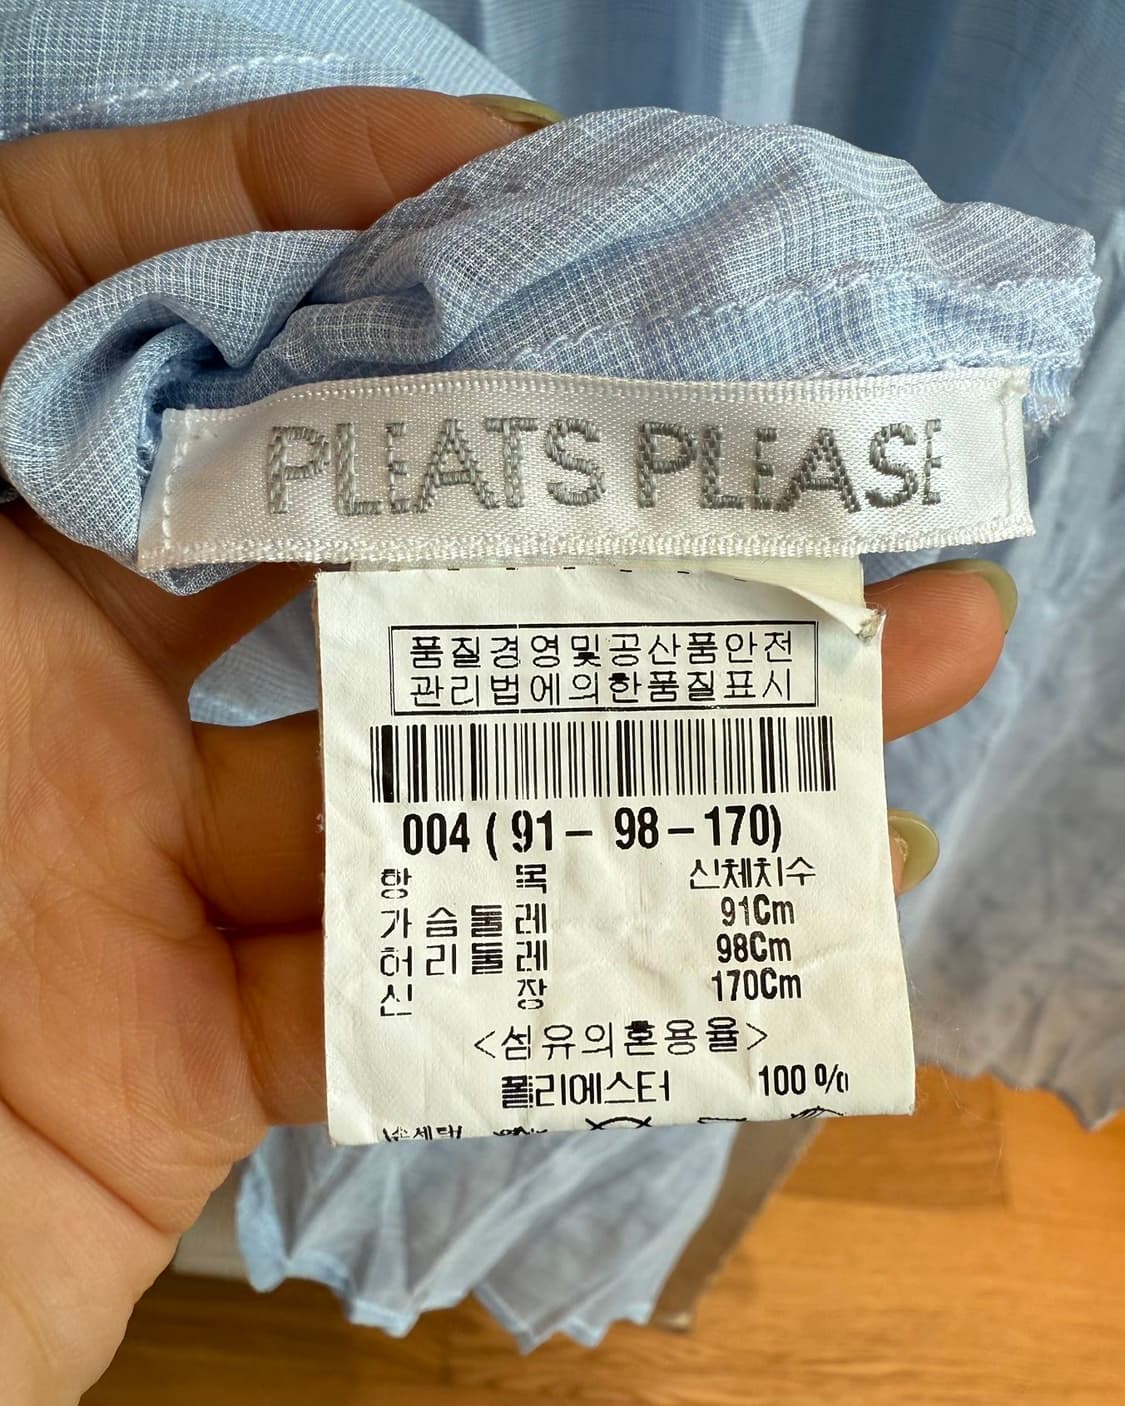 PLEATS PLEASE
품질경영및공산품안전
관리법에의한품질표시
004 ( 91 - 98 - 170)
항 목 신체치수
가슴둘레 91Cm
허리둘레 98Cm
신 장 170Cm
<섬유의혼용율>
폴리에스터 100 %